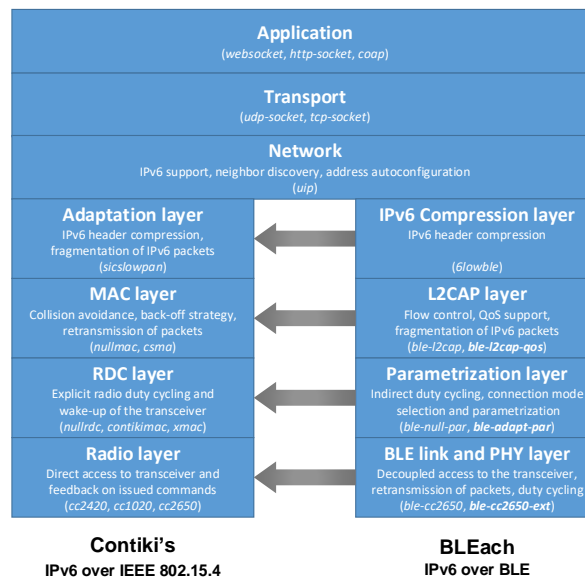 Application
(websocket, http-socket, coap)
Transport
(udp-socket, tcp-socket)
Network
IPv6 support, neighbor discovery, address autoconfiguration
(uip)
Adaptation layer
IPv6 header compression,
fragmentation of IPv6 packets
(sicslowpan)
IPv6 Compression layer
IPv6 header compression
(6lowble)
MAC layer
Collision avoidance, back-off strategy,
retransmission of packets
(nullmac, csma)
L2CAP layer
Flow control, QoS support,
fragmentation of IPv6 packets
(ble-l2cap, ble-l2cap-qos)
RDC layer
Explicit radio duty cycling and
wake-up of the transceiver
(nullrdc, contikimac, xmac)
Parametrization layer
Indirect duty cycling, connection mode
selection and parametrization
(ble-null-par, ble-adapt-par)
Radio layer
Direct access to transceiver and
feedback on issued commands
(cc2420, cc1020, cc2650)
BLE link and PHY layer
Decoupled access to the transceiver,
retransmission of packets, duty cycling
(ble-cc2650, ble-cc2650-ext)
Contiki's
IPv6 over IEEE 802.15.4
BLEach
IPv6 over BLE